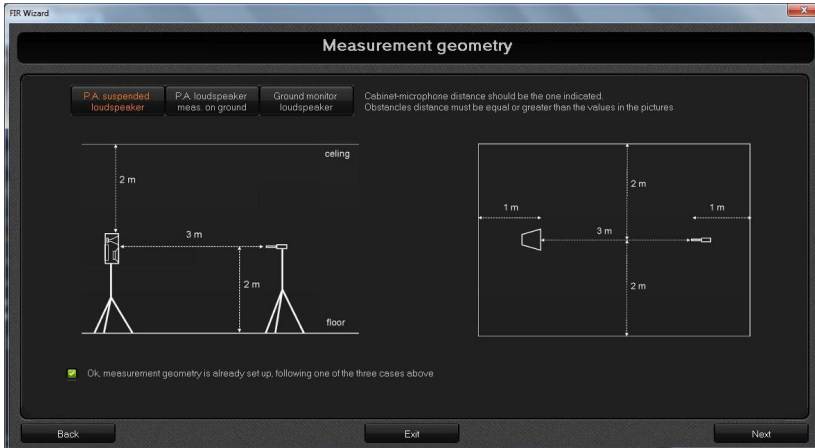 FIR Wizard
Measurement geometry
P.A. suspended
loudspeaker
P.A. loudspeaker
meas. on ground
Ground monitor
loudspeaker
Cabinet-microphone distance should be the one indicated.
Obstancles distance must be equal or greater than the values in the pictures
celing
2 m
3 m
2 m
floor
2 m
1 m
1 m
3 m
2 m
Ok, measurement geometry is already set up, following one of the three cases above
Back
Exit
Next